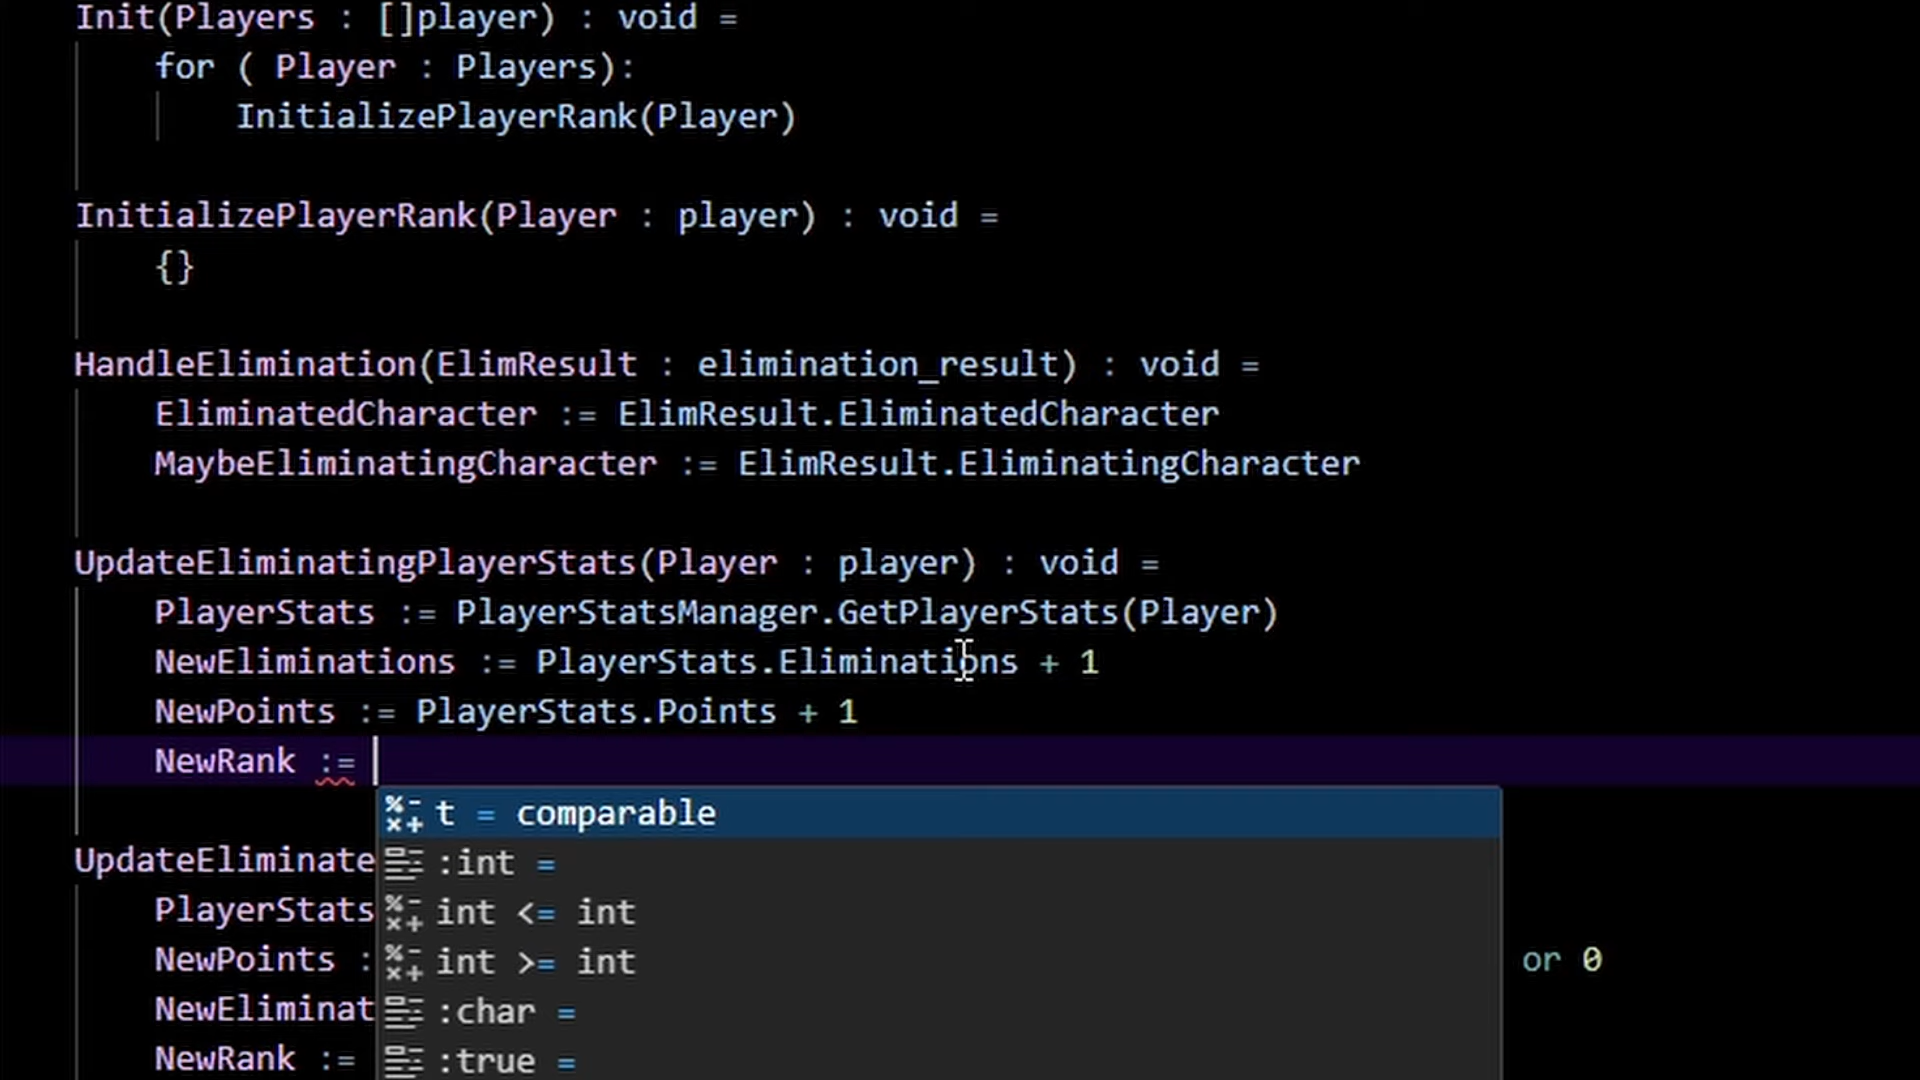 Init(Players : []player) : void =
for ( Player : Players):
InitializePlayerRank(Player)
InitializePlayerRank(Player : player) : void =
{}
HandleElimination(ElimResult : elimination_result) : void =
EliminatedCharacter := ElimResult.EliminatedCharacter
MaybeEliminatingCharacter := ElimResult.EliminatingCharacter
UpdateEliminatingPlayerStats(Player : player) : void =
PlayerStats := PlayerStatsManager.GetPlayerStats(Player)
NewEliminations := PlayerStats.Eliminations + 1
NewPoints := PlayerStats.Points + 1
NewRank :=
t = comparable
:int =
int <= int
int >= int
:char =
:true =
UpdateEliminate
PlayerStats
NewPoints : or 0
NewEliminat
NewRank :=